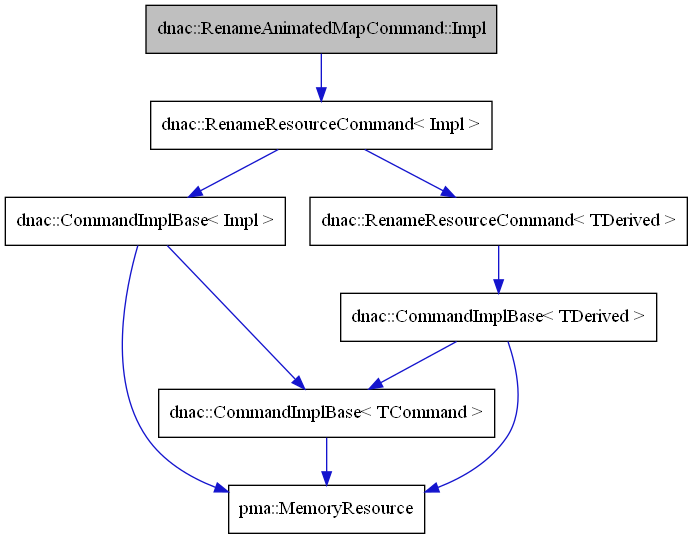 dnac::RenameAnimatedMapCommand::Impl
dnac::RenameResourceCommand< Impl >
dnac::CommandImplBase< Impl >
dnac::RenameResourceCommand< TDerived >
dnac::CommandImplBase< TDerived >
dnac::CommandImplBase< TCommand >
pma::MemoryResource